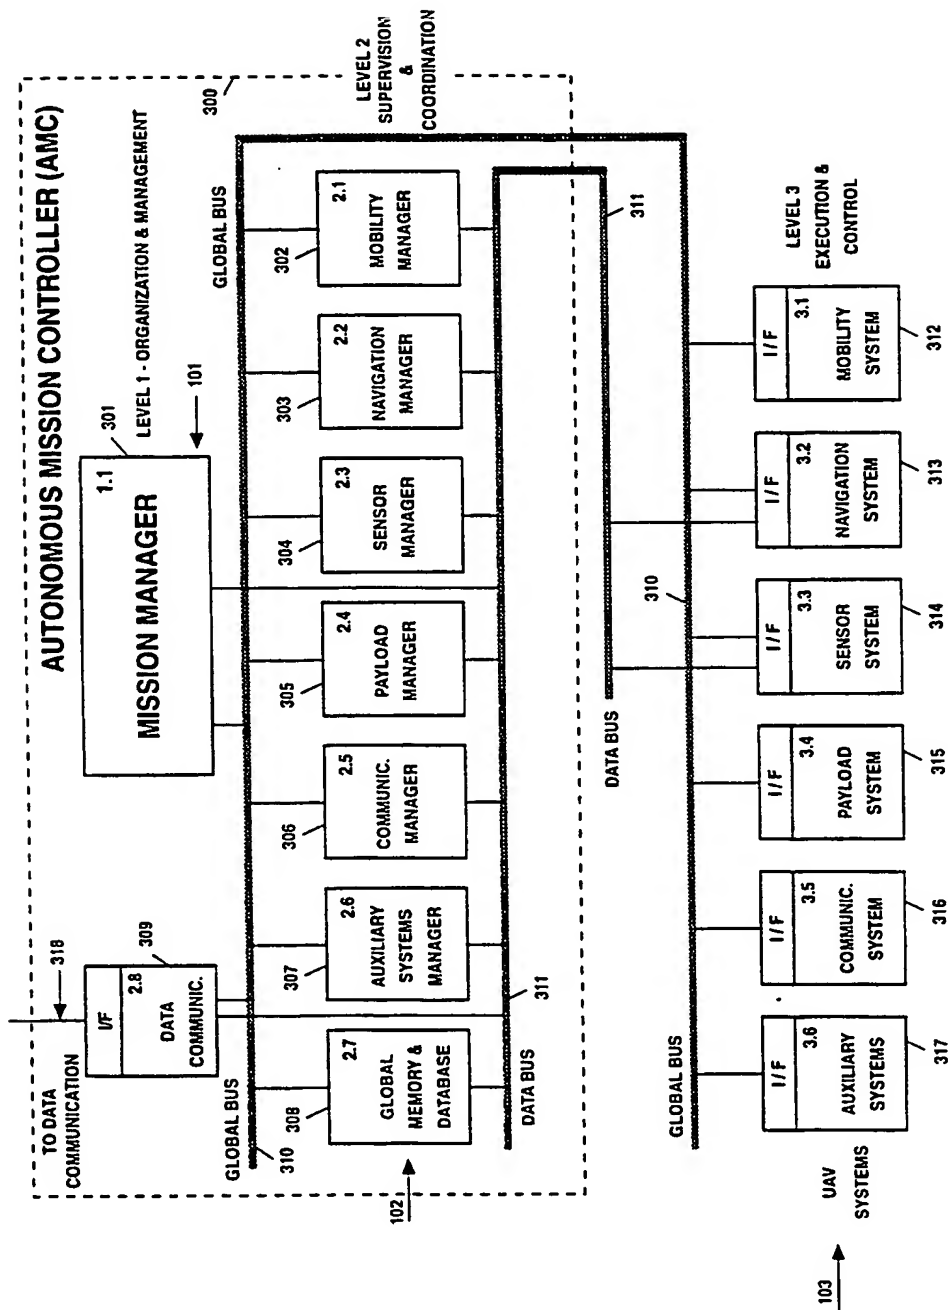 AUTONOMOUS MISSION CONTROLLER (AMC)
TO DATA
COMMUNICATION
318
I/F
2.8
DATA
COMMUNIC.
309
1.1
MISSION MANAGER
301
LEVEL 1 - ORGANIZATION & MANAGEMENT
101
300
GLOBAL BUS
310
GLOBAL BUS
LEVEL 2
SUPERVISION
&
COORDINATION
102
308
2.7
GLOBAL
MEMORY &
DATABASE
307
2.6
AUXILIARY
SYSTEMS
MANAGER
306
2.5
COMMUNIC.
MANAGER
305
2.4
PAYLOAD
MANAGER
304
2.3
SENSOR
MANAGER
303
2.2
NAVIGATION
MANAGER
302
2.1
MOBILITY
MANAGER
DATA BUS
311
DATA BUS
311
GLOBAL BUS
310
103
UAV
SYSTEMS
I/F
3.6
AUXILIARY
SYSTEMS
317
I/F
3.5
COMMUNIC.
SYSTEM
316
I/F
3.4
PAYLOAD
SYSTEM
315
I/F
3.3
SENSOR
SYSTEM
314
I/F
3.2
NAVIGATION
SYSTEM
313
I/F
3.1
MOBILITY
SYSTEM
312
LEVEL 3
EXECUTION &
CONTROL